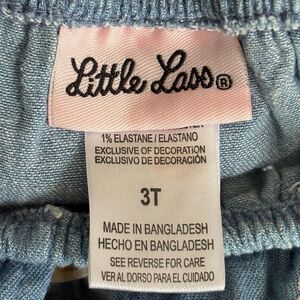 Little Lass®
1% ELASTANE / ELASTANO
EXCLUSIVE OF DECORATION
EXCLUSIVO DE DECORACIÓN
3T
MADE IN BANGLADESH
HECHO EN BANGLADESH
SEE REVERSE FOR CARE
VER AL DORSO PARA EL CUIDADO